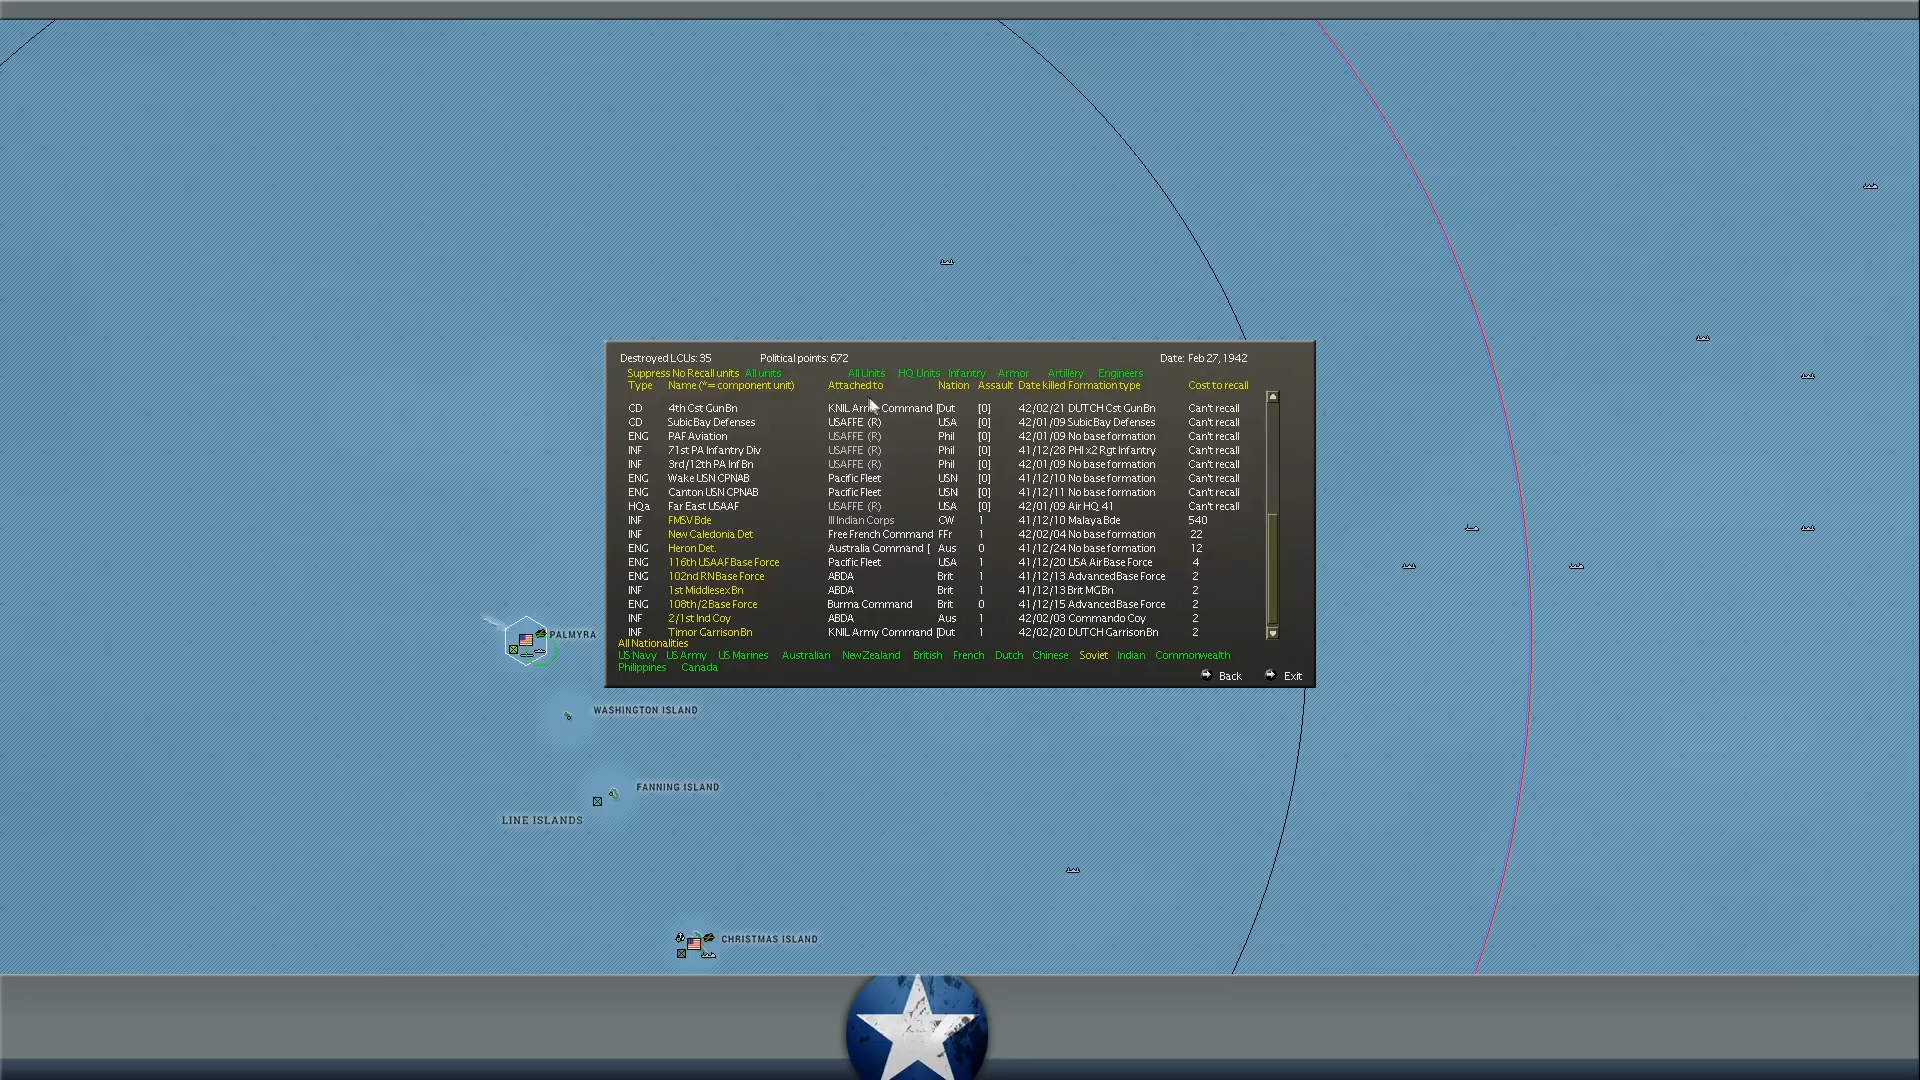 Destroyed LCUs: 35 Political points: 672 Date: Feb 27, 1942
Suppress No Recall units All units All Units HQ Units Infantry Armor Artillery Engineers
Type Name (*= component unit) Attached to Nation Assault Date killed Formation type Cost to recall
CD 4th Cst Gun Bn KNIL Army Command [Dut [0] 42/02/21 DUTCH Cst Gun Bn Can't recall
CD Subic Bay Defenses USAFFE (R) USA [0] 42/01/09 Subic Bay Defenses Can't recall
ENG PAF Aviation USAFFE (R) Phil [0] 42/01/09 No base formation Can't recall
INF 71st PA Infantry Div USAFFE (R) Phil [0] 41/12/28 PHI x2 Rgt Infantry Can't recall
INF 3rd/12th PA Inf Bn USAFFE (R) Phil [0] 42/01/09 No base formation Can't recall
ENG Wake USN CPNAB Pacific Fleet USN [0] 41/12/10 No base formation Can't recall
ENG Canton USN CPNAB Pacific Fleet USN [0] 41/12/11 No base formation Can't recall
HQa Far East USAAF USAFFE (R) USA [0] 42/01/09 Air HQ 41 Can't recall
INF FMSV Bde III Indian Corps CW 1 41/12/10 Malaya Bde 540
INF New Caledonia Det Free French Command FFr 1 42/02/04 No base formation 22
ENG Heron Det. Australia Command [ Aus 0 41/12/24 No base formation 12
ENG 116th USAAF Base Force Pacific Fleet USA 1 41/12/20 USA Air Base Force 4
ENG 102nd RN Base Force ABDA Brit 1 41/12/13 Advanced Base Force 2
INF 1st Middlesex Bn ABDA Brit 1 41/12/13 Brit MG Bn 2
ENG 108th/2 Base Force Burma Command Brit 0 41/12/15 Advanced Base Force 2
INF 2/1st Ind Coy ABDA Aus 1 42/02/03 Commando Coy 2
INF Timor Garrison Bn KNIL Army Command [Dut 1 42/02/20 DUTCH Garrison Bn 2
All Nationalities
US Navy US Army US Marines Australian New Zealand British French Dutch Chinese Soviet Indian Commonwealth
Philippines Canada
Back Exit
PALMYRA
WASHINGTON ISLAND
FANNING ISLAND
LINE ISLANDS
CHRISTMAS ISLAND